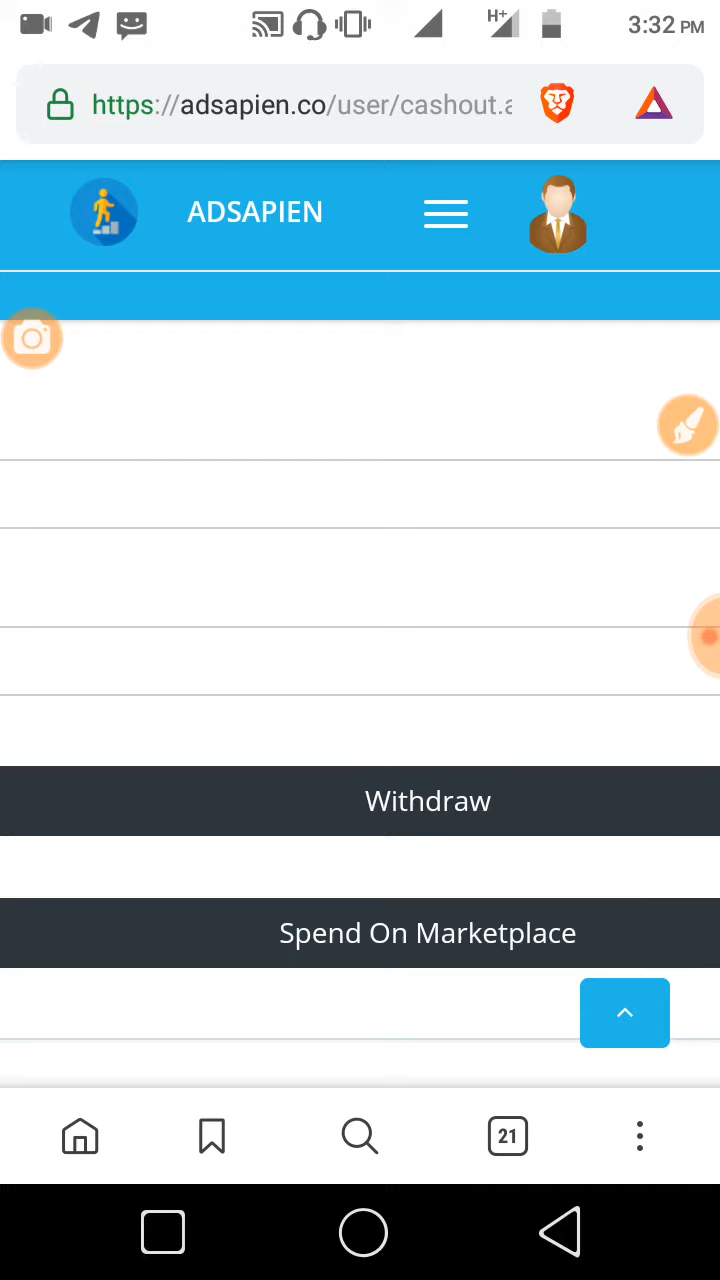 H+
3:32 PM
https://adsapien.co/user/cashout.a
ADSAPIEN
Withdraw
Spend On Marketplace
21